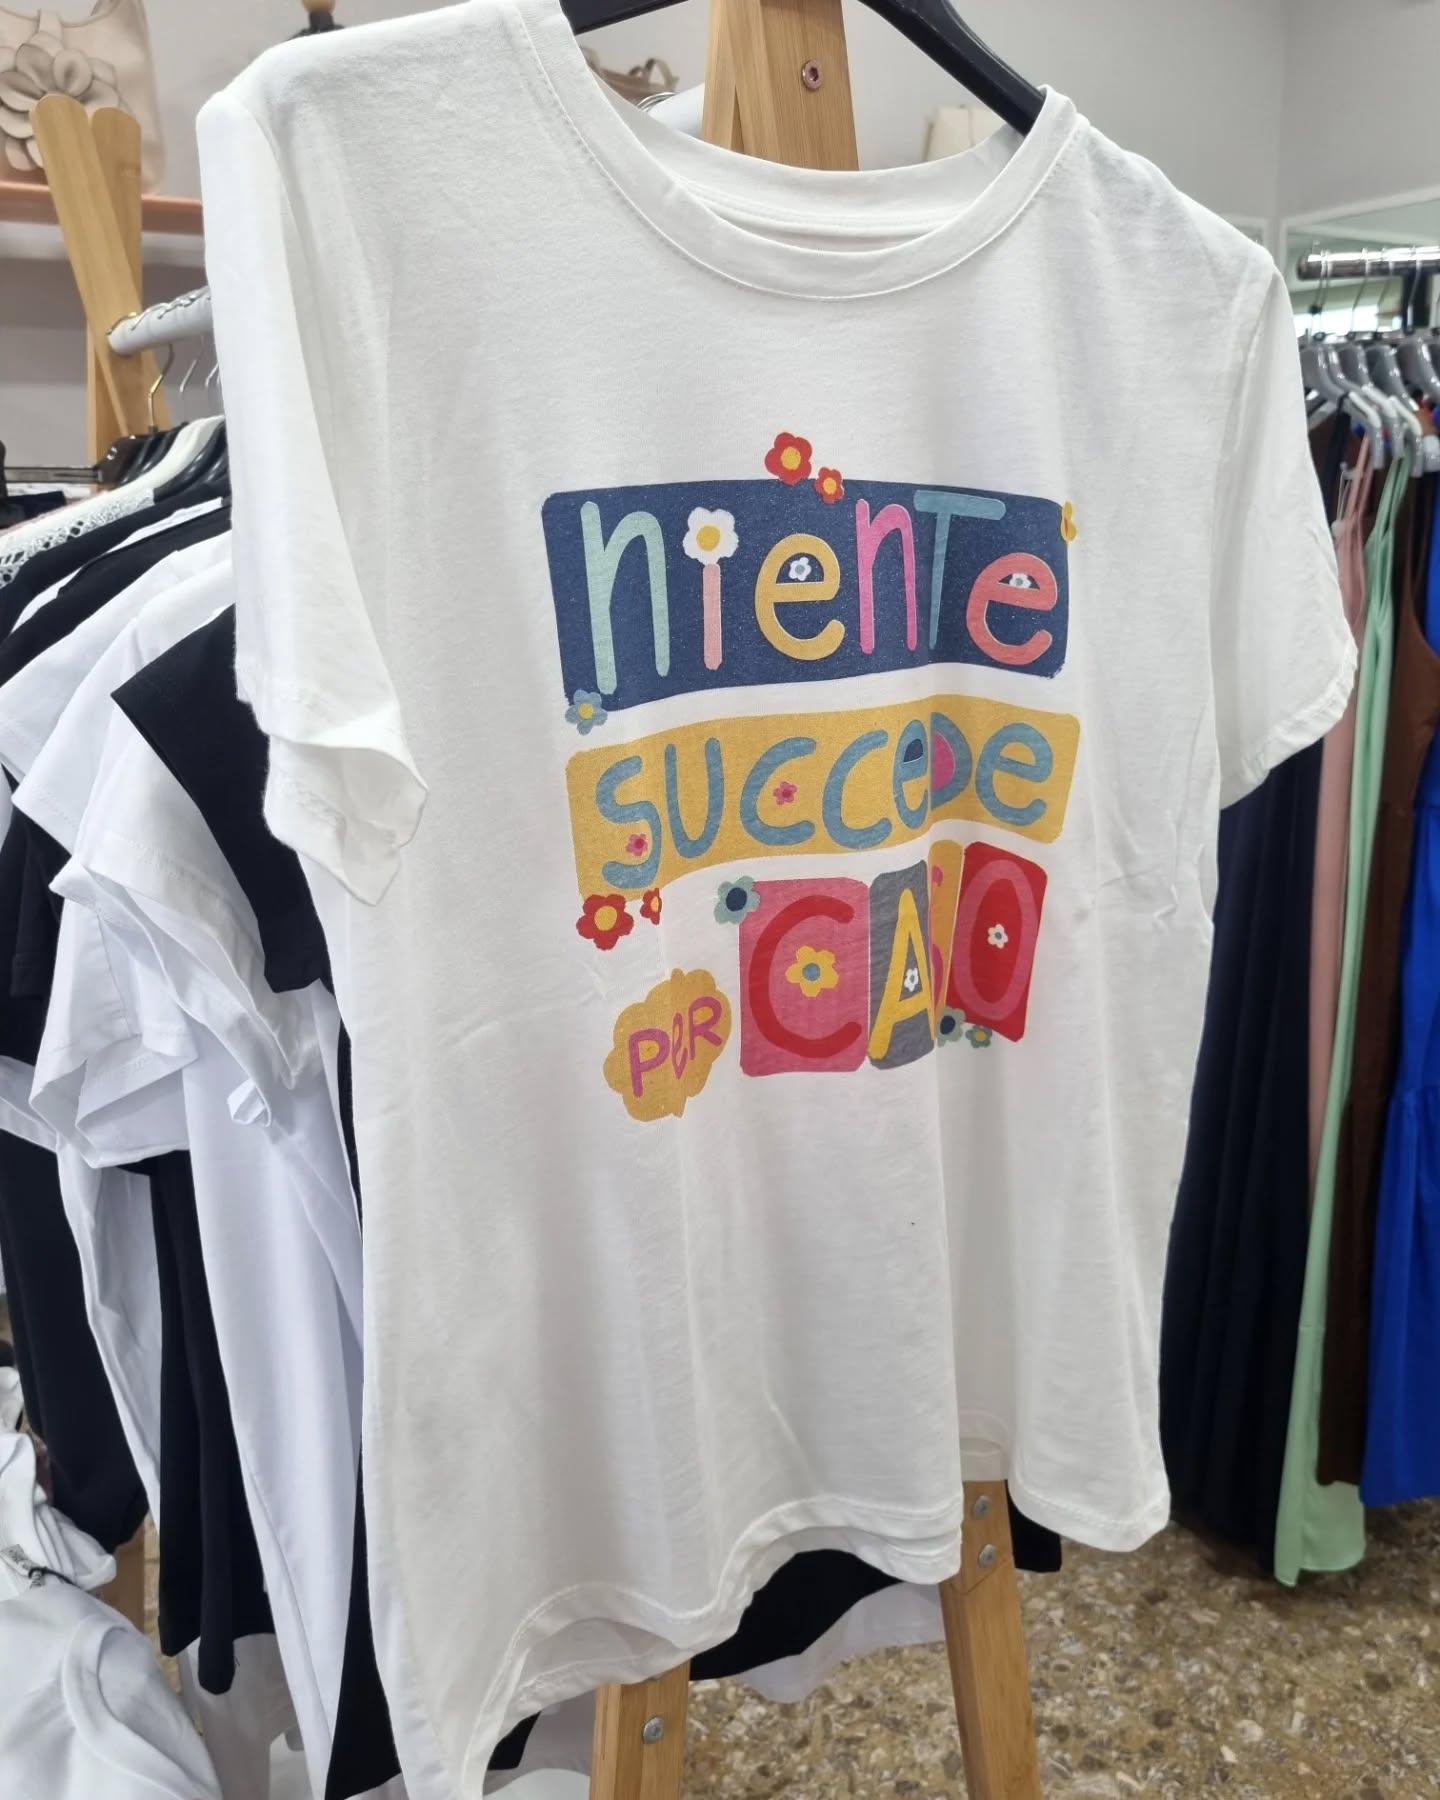 niente
succede
per CASO